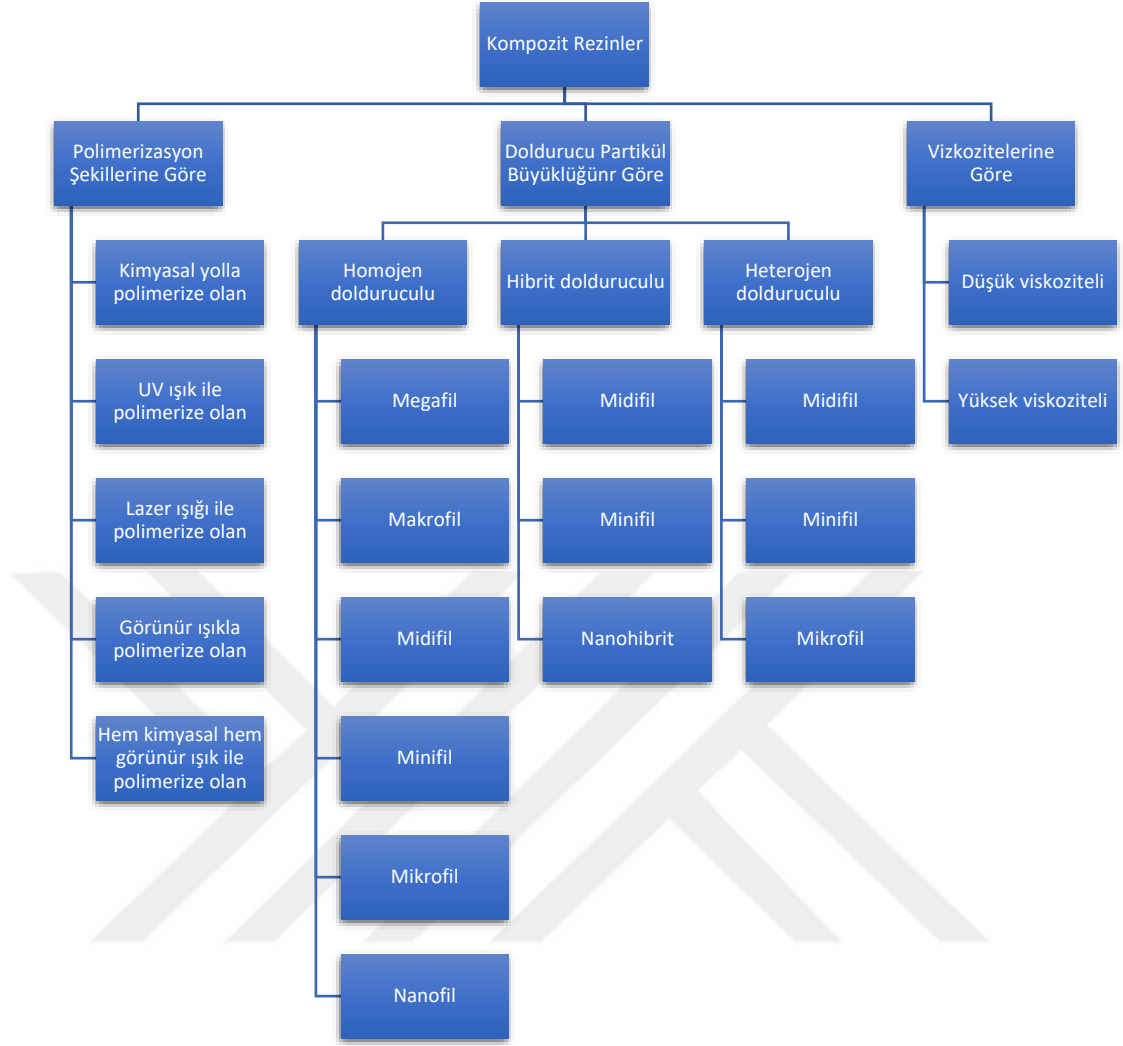 Kompozit Rezinler
Polimerizasyon
Şekillerine Göre
Kimyasal yolla
polimerize olan
UV ışık ile
polimerize olan
Lazer ışığı ile
polimerize olan
Görünür ışıkla
polimerize olan
Hem kimyasal hem
görünür ışık ile
polimerize olan
Doldurucu Partikül
Büyüklüğünr Göre
Homojen
dolduruculu
Megafil
Makrofil
Midifil
Minifil
Mikrofil
Nanofil
Hibrit dolduruculu
Midifil
Minifil
Nanohibrit
Heterojen
dolduruculu
Midifil
Minifil
Mikrofil
Vizkozitelerine
Göre
Düşük viskoziteli
Yüksek viskoziteli